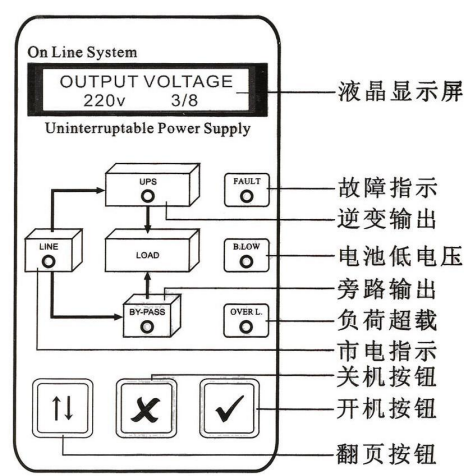 On Line System
OUTPUT VOLTAGE
220v 3/8
液晶显示屏
Uninterruptable Power Supply
UPS
FAULT
故障指示
逆变输出
LINE
LOAD
B.LOW
电池低电压
旁路输出
BY-PASS
OVER L.
负荷超载
市电指示
关机按钮
开机按钮
翻页按钮